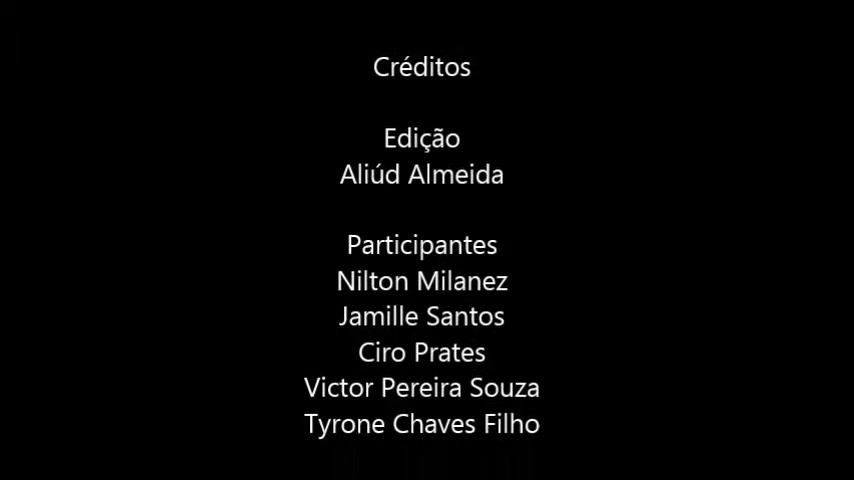 Créditos
Edição
Aliúd Almeida
Participantes
Nilton Milanez
Jamille Santos
Ciro Prates
Victor Pereira Souza
Tyrone Chaves Filho